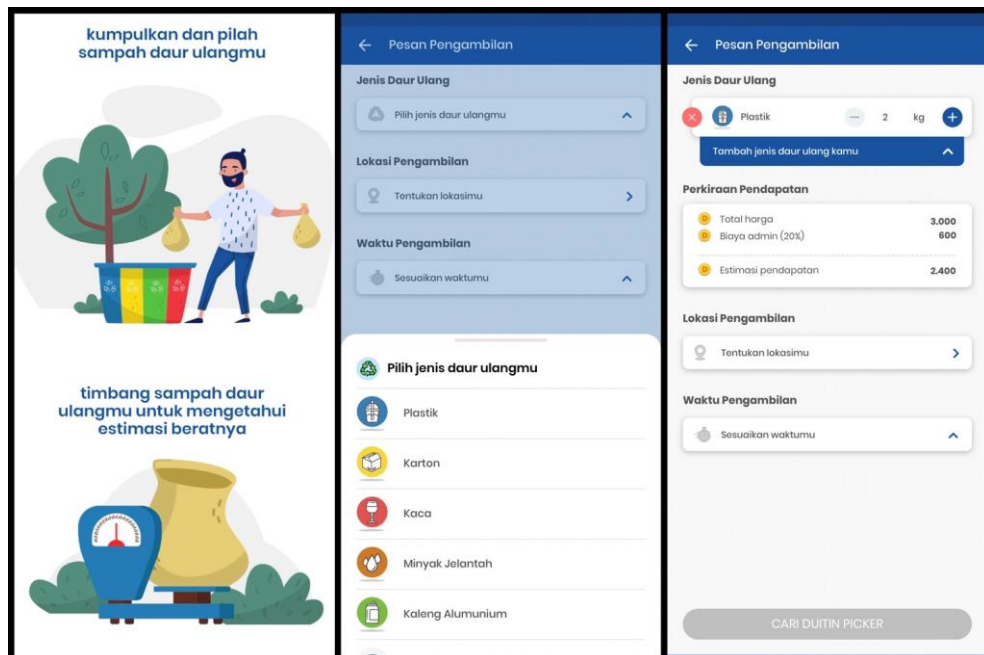 kumpulkan dan pilah
sampah daur ulangmu
timbang sampah daur
ulangmu untuk mengetahui
estimasi beratnya
Pesan Pengambilan
Jenis Daur Ulang
Pilih jenis daur ulangmu
Lokasi Pengambilan
Tentukan lokasimu
Waktu Pengambilan
Sesuaikan waktumu
Pilih jenis daur ulangmu
Plastik
Karton
Kaca
Minyak Jelantah
Kaleng Alumunium
Pesan Pengambilan
Jenis Daur Ulang
Plastik 2 kg
Tambah jenis daur ulang kamu
Perkiraan Pendapatan
Total harga 3.000
Biaya admin (20%) 600
Estimasi pendapatan 2.400
Lokasi Pengambilan
Tentukan lokasimu
Waktu Pengambilan
Sesuaikan waktumu
CARI DUITIN PICKER